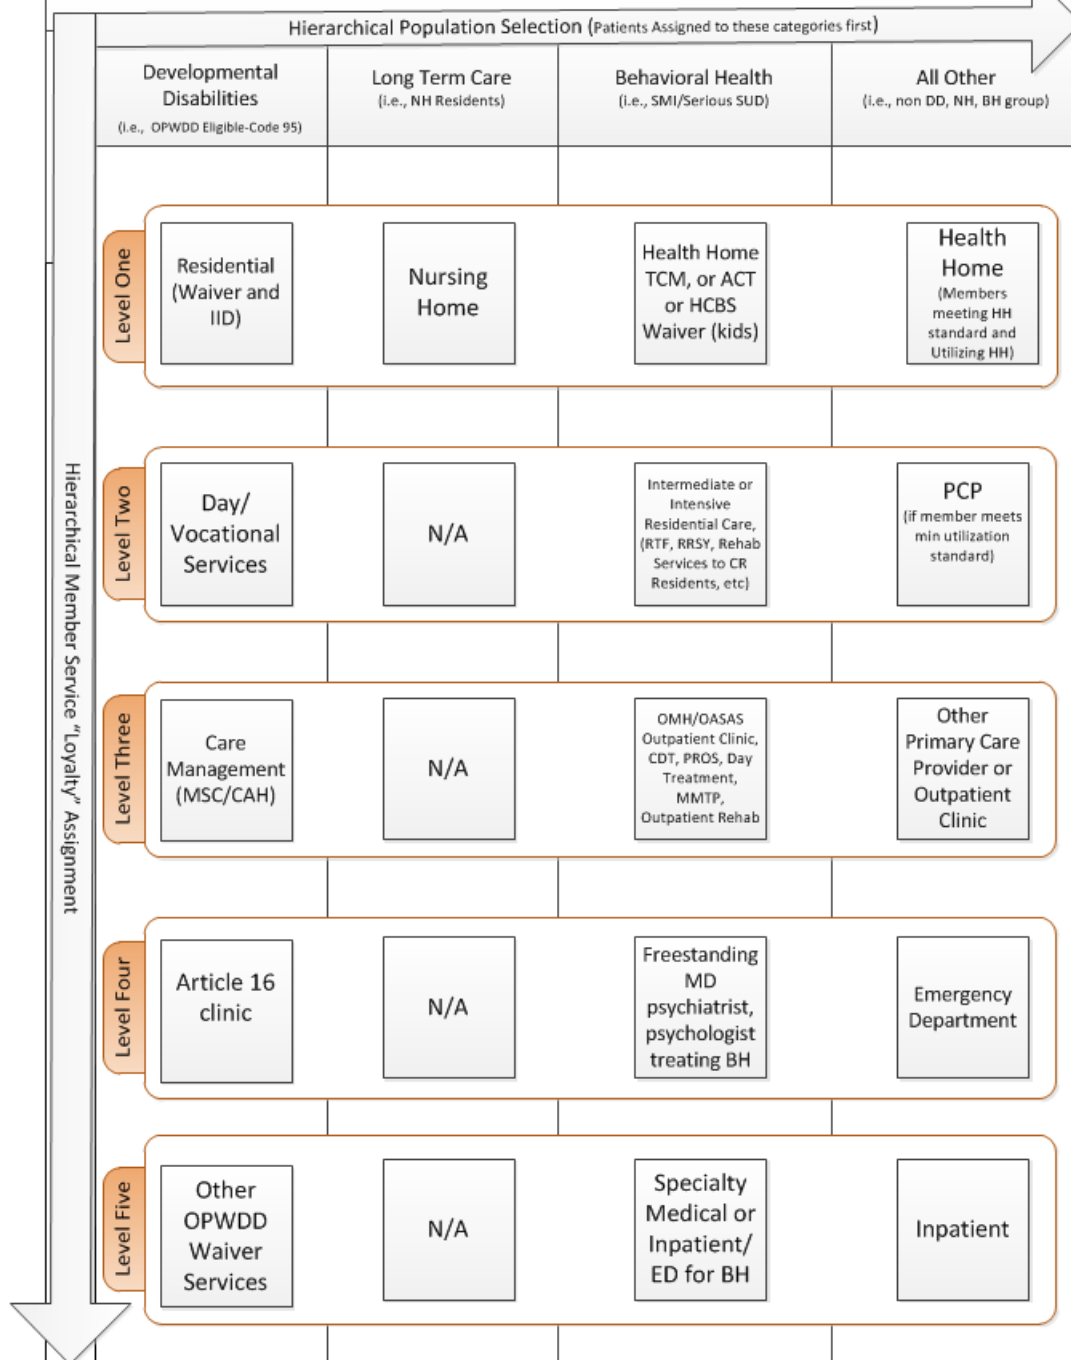 Hierarchical Population Selection (Patients Assigned to these categories first)
Developmental
Disabilities
(i.e., OPWDD Eligible-Code 95)
Long Term Care
(i.e., NH Residents)
Behavioral Health
(i.e., SMI/Serious SUD)
All Other
(i.e., non DD, NH, BH group)
Hierarchical Member Service "Loyalty" Assignment
Level One
Residential
(Waiver and
IID)
Nursing
Home
Health Home
TCM, or ACT
or HCBS
Waiver (kids)
Health
Home
(Members
meeting HH
standard and
Utilizing HH)
Level Two
Day/
Vocational
Services
N/A
Intermediate or
Intensive
Residential Care,
(RTF, RRSY, Rehab
Services to CR
Residents, etc)
PCP
(if member meets
min utilization
standard)
Level Three
Care
Management
(MSC/CAH)
N/A
OMH/OASAS
Outpatient Clinic,
CDT, PROS, Day
Treatment,
MMTP,
Outpatient Rehab
Other
Primary Care
Provider or
Outpatient
Clinic
Level Four
Article 16
clinic
N/A
Freestanding
MD
psychiatrist,
psychologist
treating BH
Emergency
Department
Level Five
Other
OPWDD
Waiver
Services
N/A
Specialty
Medical or
Inpatient/
ED for BH
Inpatient